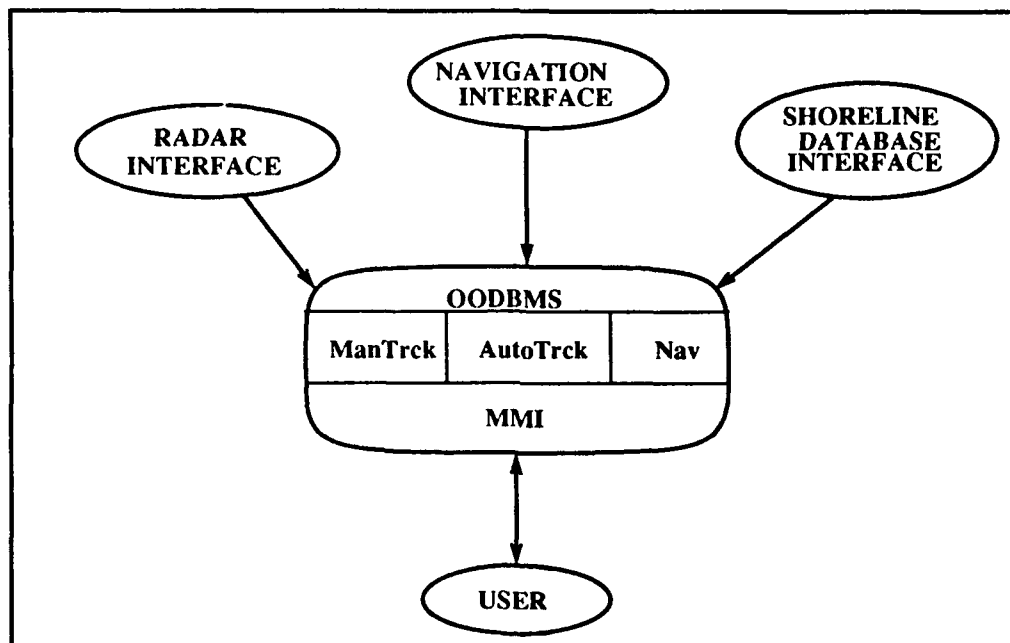 NAVIGATION
INTERFACE
RADAR
INTERFACE
SHORELINE
DATABASE
INTERFACE
OODBMS
ManTrck
AutoTrck
Nav
MMI
USER